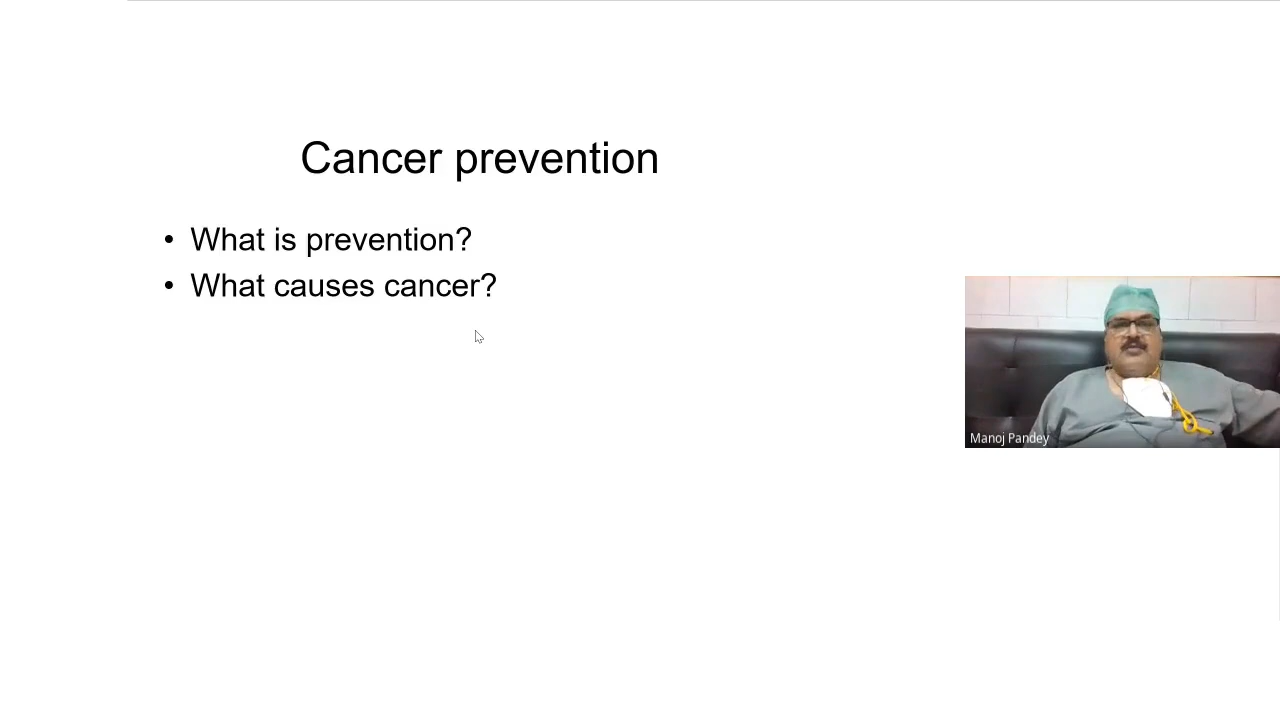 Cancer prevention
• What is prevention?
• What causes cancer?
Manoj Pandey